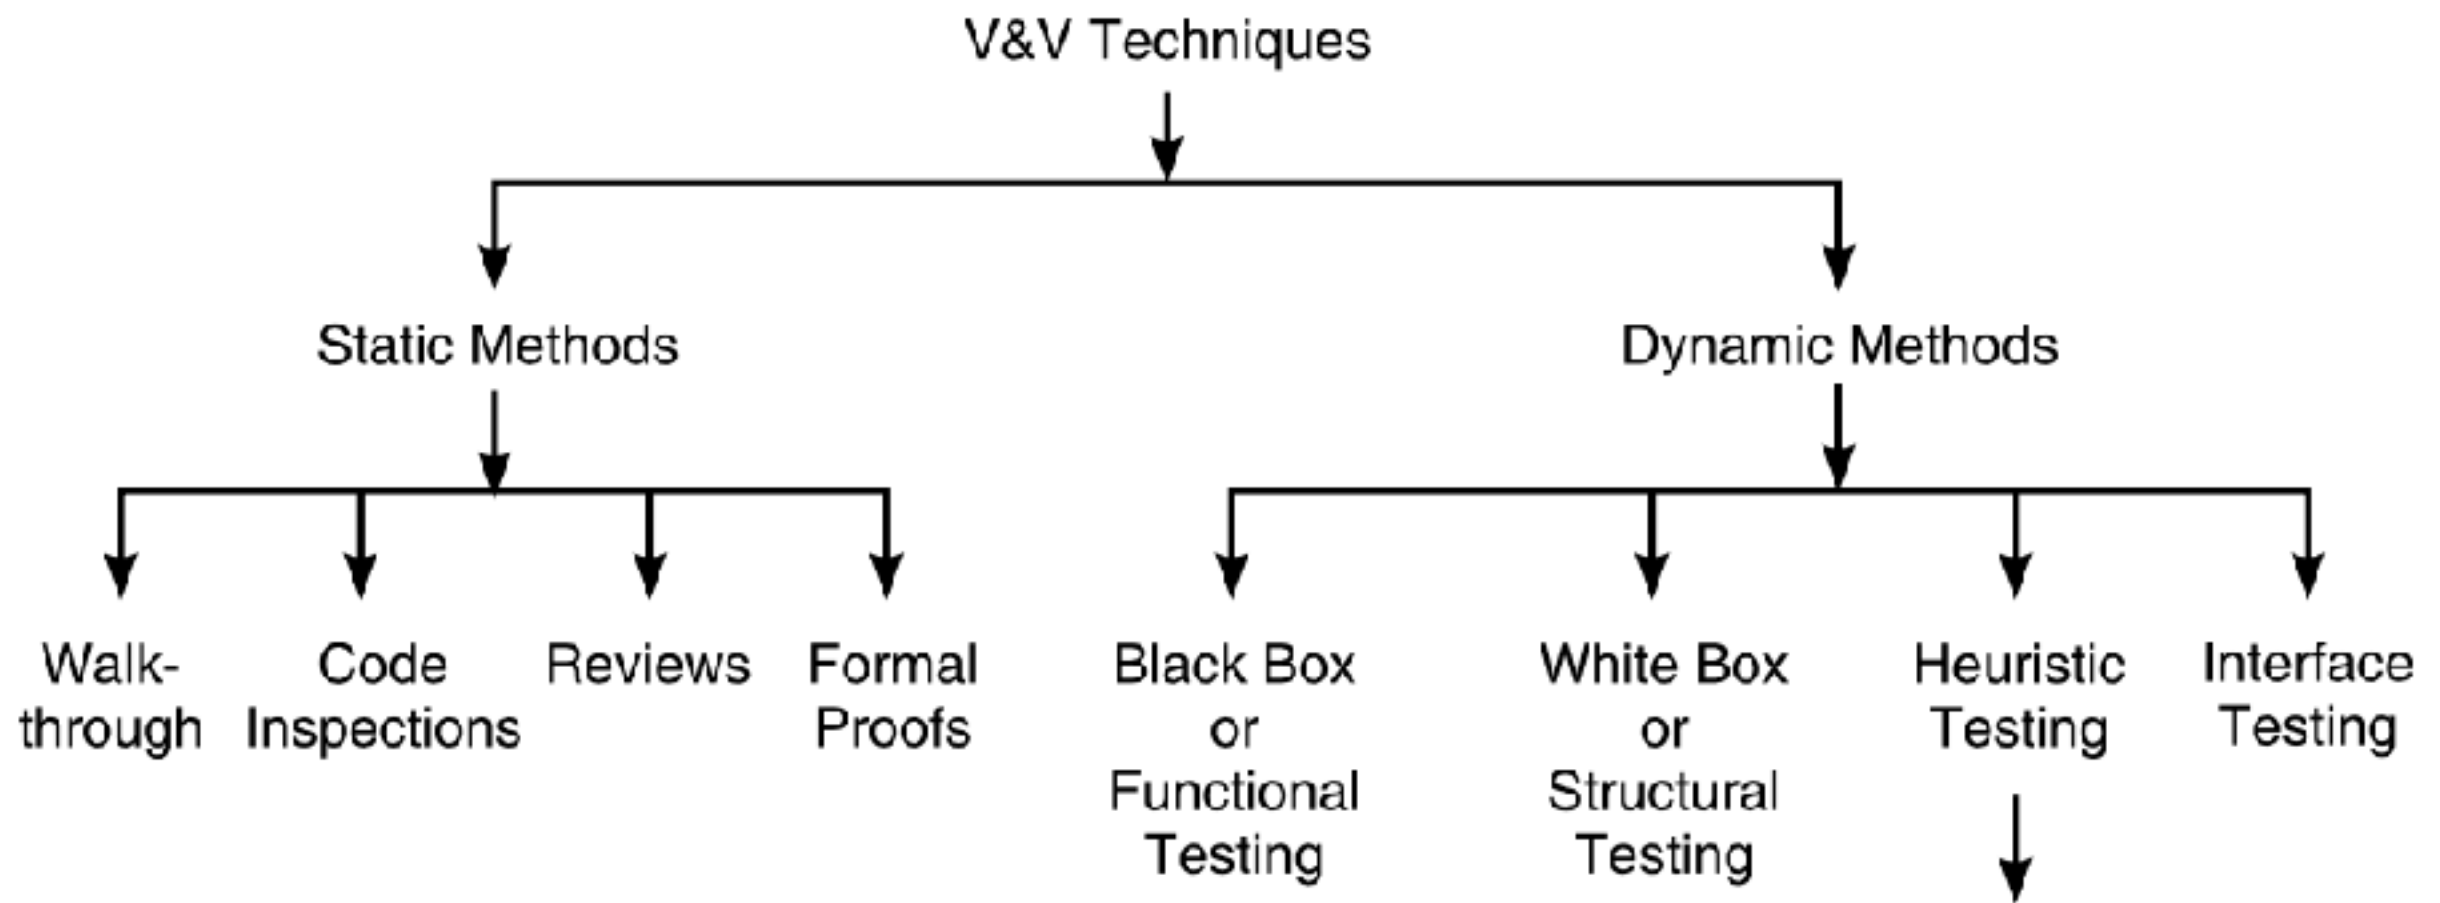 V&V Techniques
Static Methods
Dynamic Methods
Walk-
through
Code
Inspections
Reviews
Formal
Proofs
Black Box
or
Functional
Testing
White Box
or
Structural
Testing
Heuristic
Testing
Interface
Testing